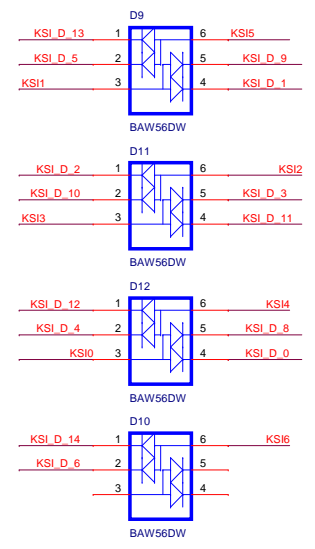 D9
KSI_D_13 1 6 KSI5
KSI_D_5 2 5 KSI_D_9
KSI1 3 4 KSI_D_1
BAW56DW
D11
KSI_D_2 1 6 KSI2
KSI_D_10 2 5 KSI_D_3
KSI3 3 4 KSI_D_11
BAW56DW
D12
KSI_D_12 1 6 KSI4
KSI_D_4 2 5 KSI_D_8
KSI0 3 4 KSI_D_0
BAW56DW
D10
KSI_D_14 1 6 KSI6
KSI_D_6 2 5
3 4
BAW56DW